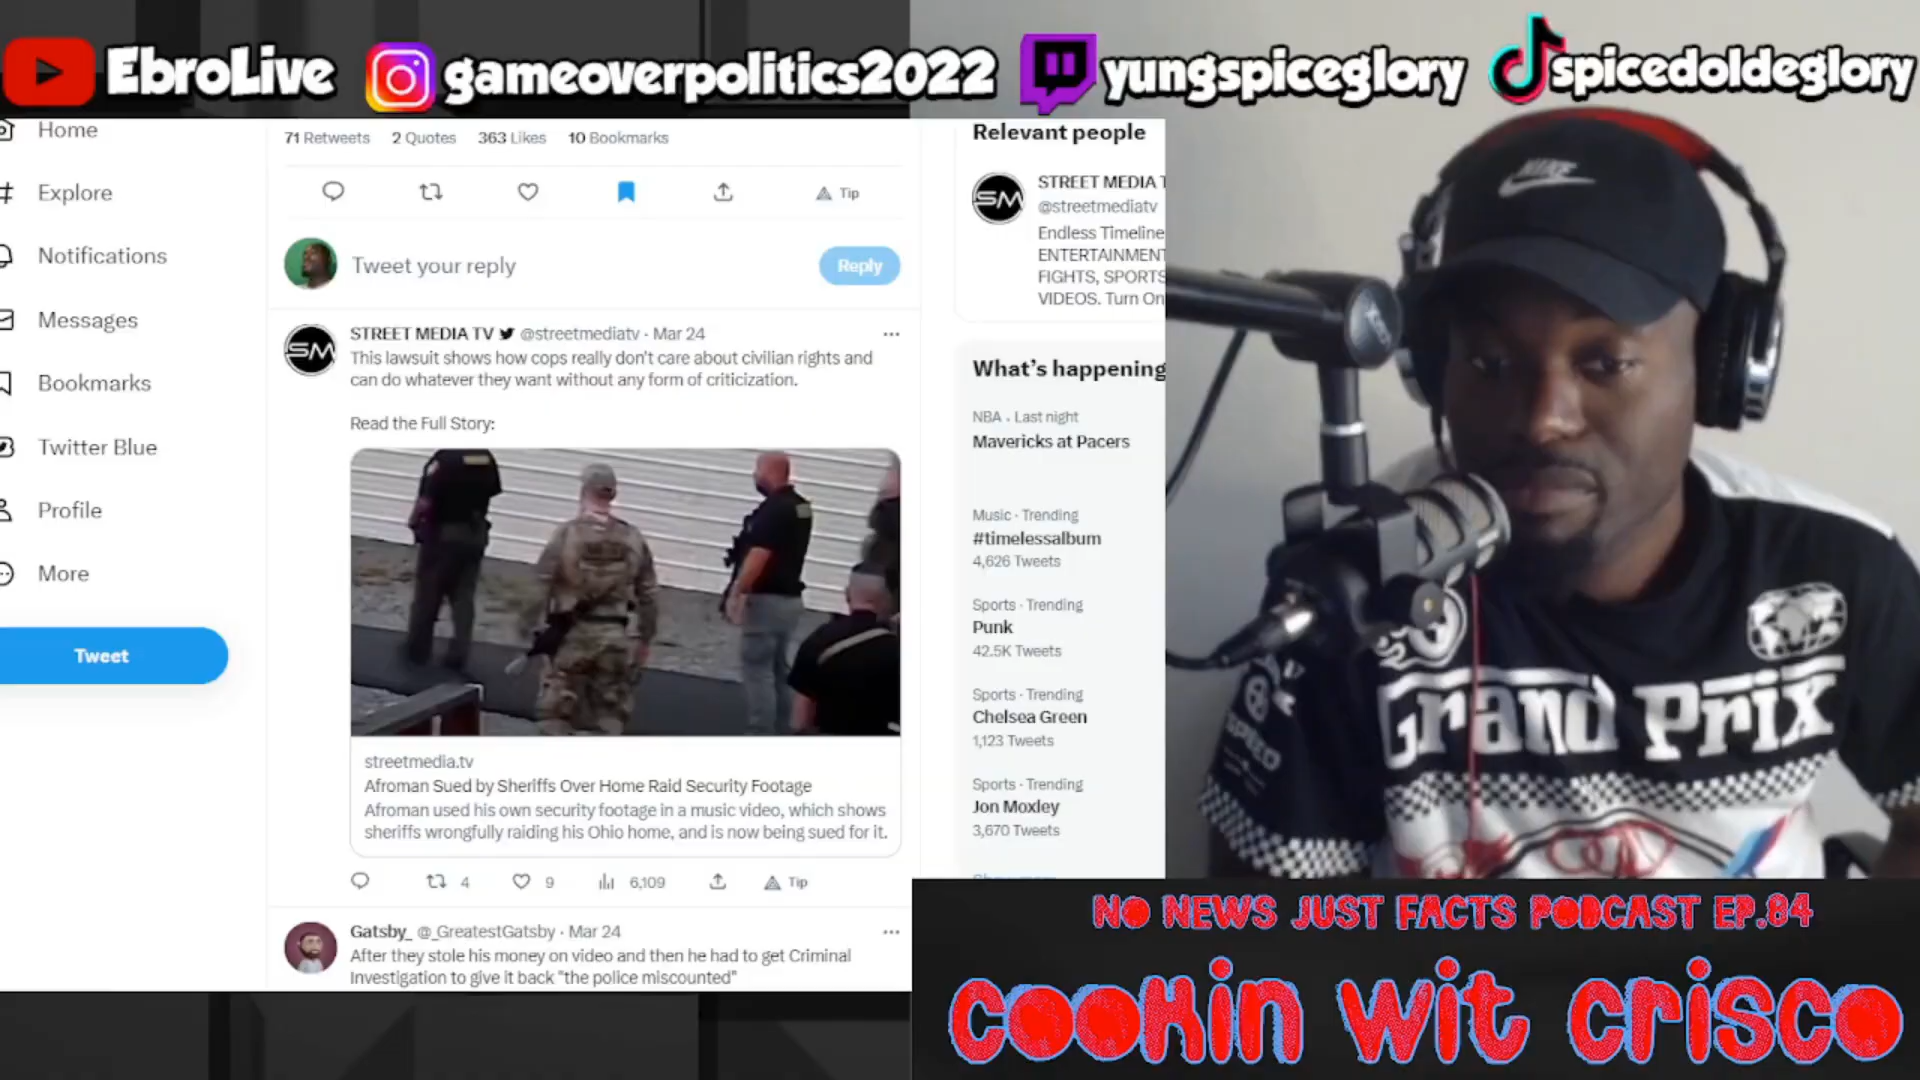 EbroLive
gameoverpolitics2022
yungspiceglory
spicedoldeglory
Home
Explore
Notifications
Messages
Bookmarks
Twitter Blue
Profile
More
Tweet
71 Retweets 2 Quotes 363 Likes 10 Bookmarks
Tip
Tweet your reply
Reply
SM
STREET MEDIA TV @streetmediatv · Mar 24
This lawsuit shows how cops really don't care about civilian rights and
can do whatever they want without any form of criticization.
Read the Full Story:
streetmedia.tv
Afroman Sued by Sheriffs Over Home Raid Security Footage
Afroman used his own security footage in a music video, which shows
sheriffs wrongfully raiding his Ohio home, and is now being sued for it.
4 9 6,109 Tip
Gatsby_ @_GreatestGatsby · Mar 24
After they stole his money on video and then he had to get Criminal
Investigation to give it back "the police miscounted"
Relevant people
SM
STREET MEDIA T
@streetmediatv
Endless Timeline
ENTERTAINMENT
FIGHTS, SPORTS
VIDEOS. Turn On
What's happening
NBA · Last night
Mavericks at Pacers
Music · Trending
#timelessalbum
4,626 Tweets
Sports · Trending
Punk
42.5K Tweets
Sports · Trending
Chelsea Green
1,123 Tweets
Sports · Trending
Jon Moxley
3,670 Tweets
NIKE
Grand Prix
SPEED
NO NEWS JUST FACTS PODCAST EP.84
COOKIN WIT CRISCO